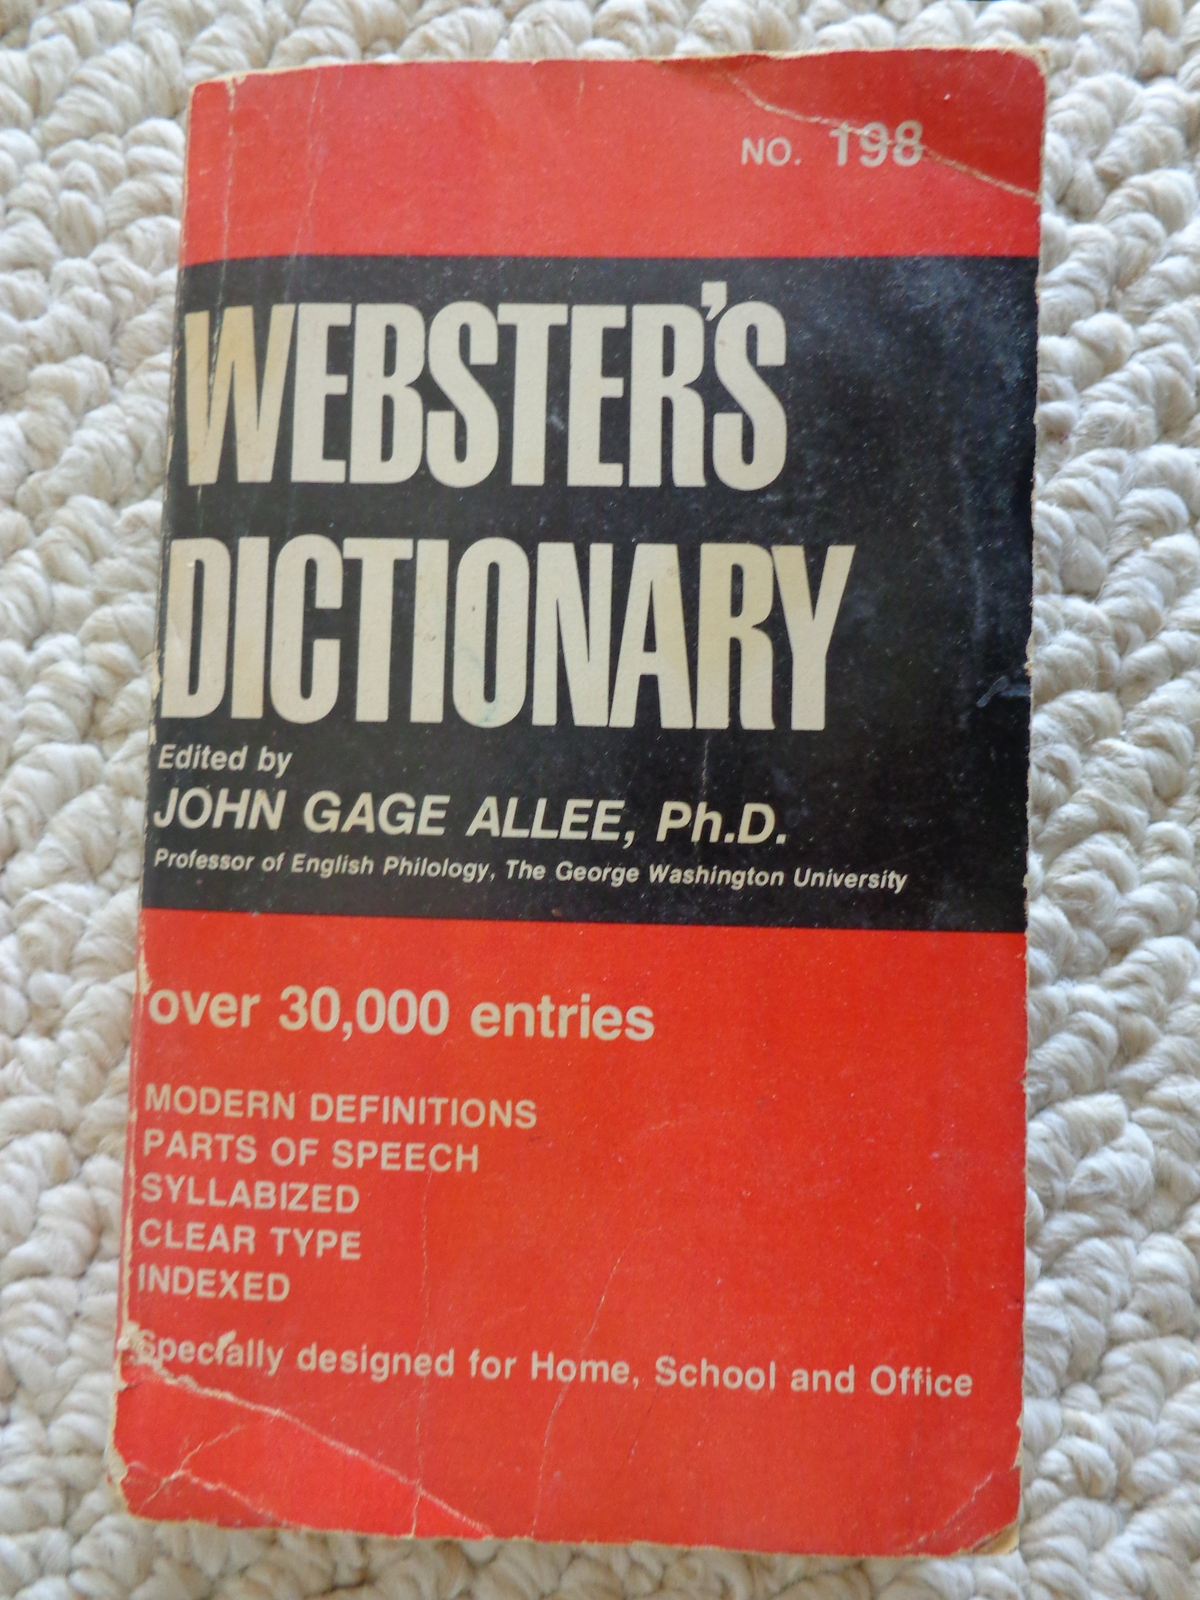 NO. 198
WEBSTER'S
DICTIONARY
Edited by
JOHN GAGE ALLEE, Ph.D.
Professor of English Philology, The George Washington University
over 30,000 entries
MODERN DEFINITIONS
PARTS OF SPEECH
SYLLABIZED
CLEAR TYPE
INDEXED
Specially designed for Home, School and Office